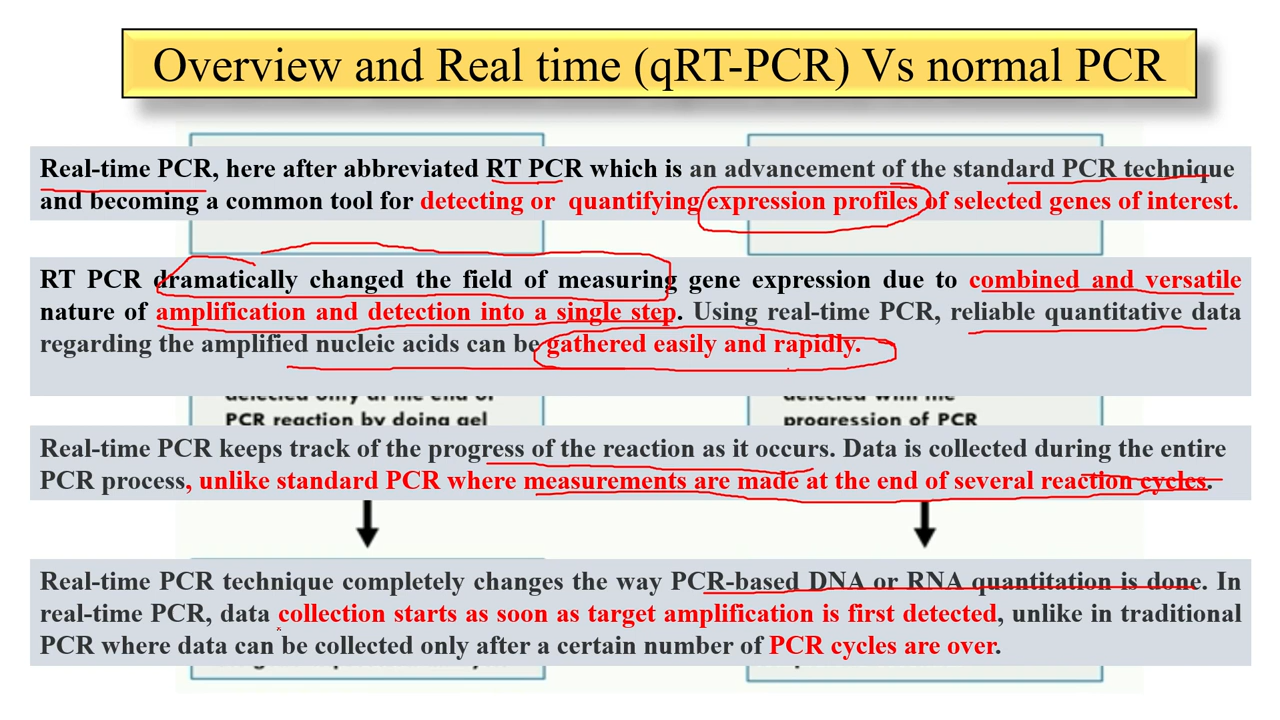 Overview and Real time (qRT-PCR) Vs normal PCR
Real-time PCR, here after abbreviated RT PCR which is an advancement of the standard PCR technique
and becoming a common tool for detecting or quantifying expression profiles of selected genes of interest.
RT PCR dramatically changed the field of measuring gene expression due to combined and versatile
nature of amplification and detection into a single step. Using real-time PCR, reliable quantitative data
regarding the amplified nucleic acids can be gathered easily and rapidly.
detected only at the end of
PCR reaction by doing gel
detected with the
progression of PCR
Real-time PCR keeps track of the progress of the reaction as it occurs. Data is collected during the entire
PCR process, unlike standard PCR where measurements are made at the end of several reaction cycles.
Real-time PCR technique completely changes the way PCR-based DNA or RNA quantitation is done. In
real-time PCR, data collection starts as soon as target amplification is first detected, unlike in traditional
PCR where data can be collected only after a certain number of PCR cycles are over.